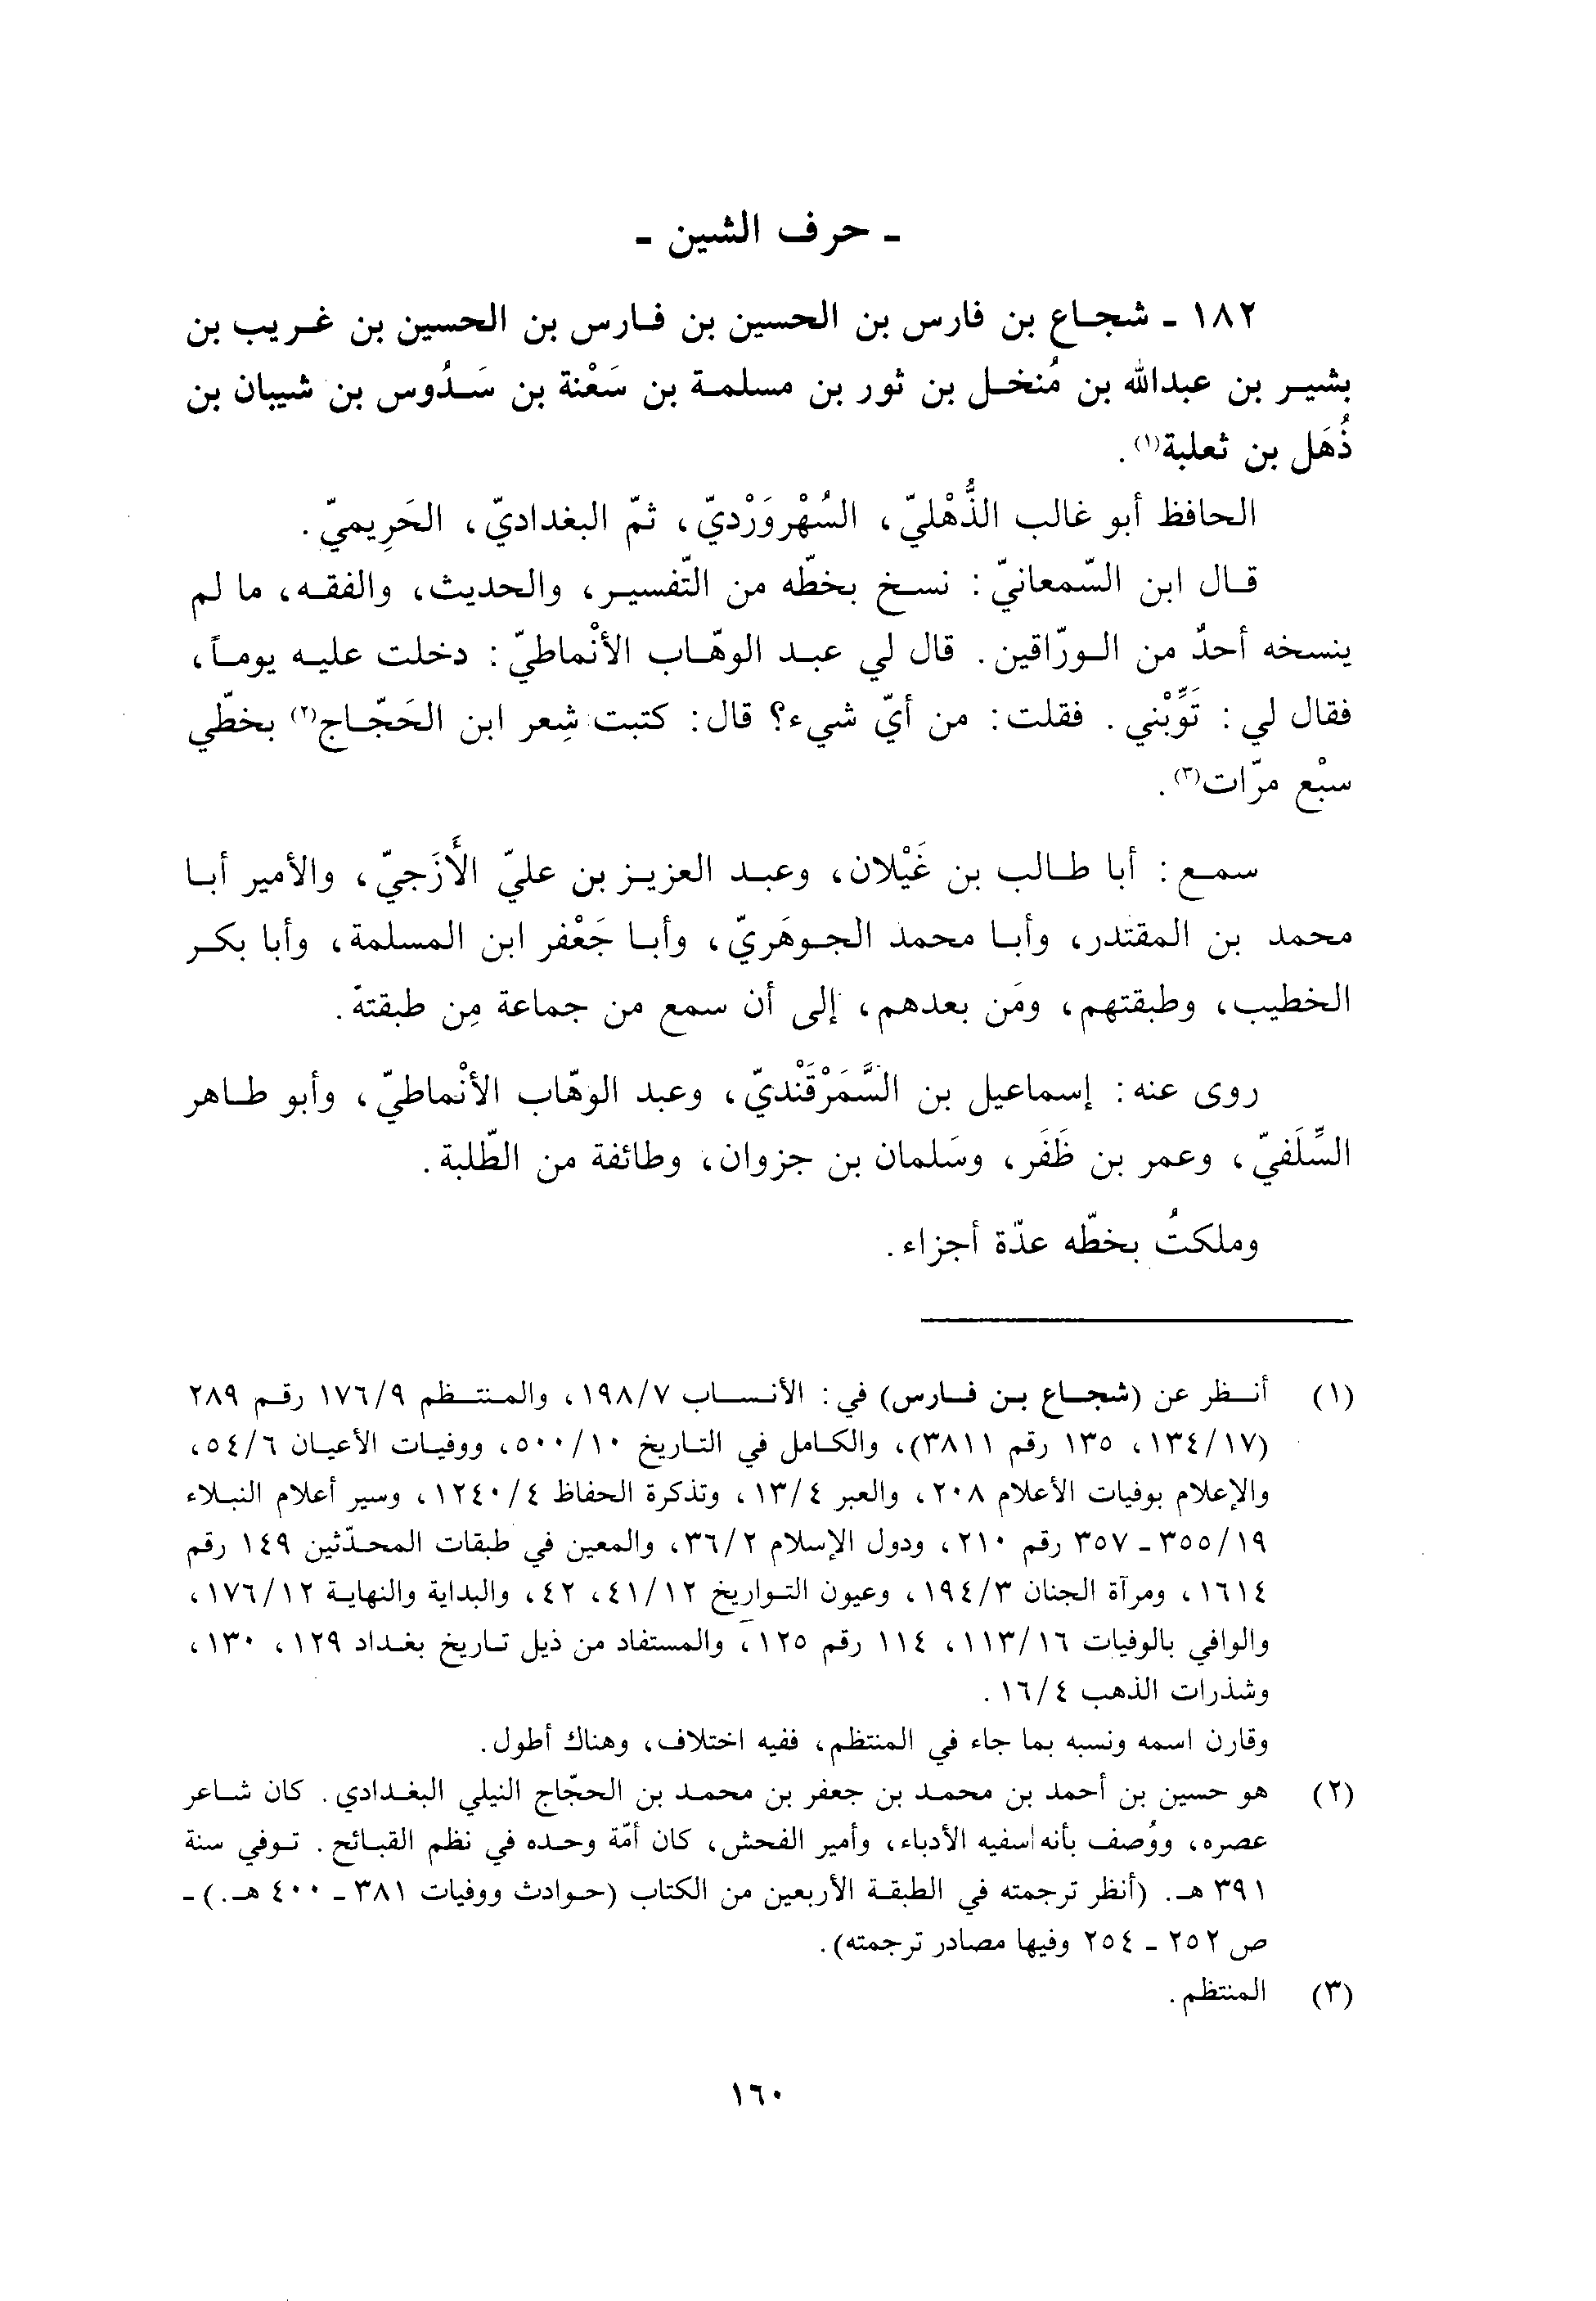 ـ حرف الشين ـ
١٨٢ ـ شجاع بن فارس بن الحسين بن فارس بن الحسين بن غريب بن
بشير بن عبدالله بن مُنخل بن ثور بن مسلمة بن سَعْنة بن سَدُوس بن شيبان بن
ذُهَل بن ثعلبة(١).
الحافظ أبو غالب الذُّهْليّ، السُهْرَوَرْديّ، ثمّ البغداديّ، الحَرِيميّ.
قال ابن السّمعانيّ: نسخ بخطّه من التّفسير، والحديث، والفقه، ما لم
ينسخه أحدٌ من الورّاقين. قال لي عبد الوهّاب الأنْماطيّ: دخلت عليه يوماً،
فقال لي: تَوِّبْني. فقلت: من أيّ شيء؟ قال: كتبت شِعر ابن الحَجّاج(٢) بخطّي
سبْع مرّات(٣).
سمع: أبا طالب بن غَيْلان، وعبد العزيز بن عليّ الأَزَجيّ، والأمير أبا
محمد بن المقتدر، وأبا محمد الجوهَريّ، وأبا جَعْفر ابن المسلمة، وأبا بكر
الخطيب، وطبقتهم، ومَن بعدهم، إلى أن سمع من جماعة مِن طبقته.
روى عنه: إسماعيل بن السَّمَرْقَنْديّ، وعبد الوهّاب الأنْماطيّ، وأبو طاهر
السِّلَفيّ، وعمر بن ظَفَر، وسَلمان بن جزوان، وطائفة من الطّلبة.
وملكتُ بخطّه عدّة أجزاء.
(١) أنظر عن (شجاع بن فارس) في: الأنساب ١٩٨/٧، والمنتظم ١٧٦/٩ رقم ٢٨٩
(١٣٤/١٧، ١٣٥ رقم ٣٨١١)، والكامل في التاريخ ٥٠٠/١٠، ووفيات الأعيان ٥٤/٦،
والإعلام بوفيات الأعلام ٢٠٨، والعبر ١٣/٤، وتذكرة الحفاظ ١٢٤٠/٤، وسير أعلام النبلاء
٣٥٥/١٩ ـ ٣٥٧ رقم ٢١٠، ودول الإسلام ٣٦/٢، والمعين في طبقات المحدّثين ١٤٩ رقم
١٦١٤، ومرآة الجنان ١٩٤/٣، وعيون التواريخ ٤١/١٢، ٤٢، والبداية والنهاية ١٧٦/١٢،
والوافي بالوفيات ١١٣/١٦، ١١٤ رقم ١٢٥، والمستفاد من ذيل تاريخ بغداد ١٢٩، ١٣٠،
وشذرات الذهب ١٦/٤.
وقارن اسمه ونسبه بما جاء في المنتظم، ففيه اختلاف، وهناك أطول.
(٢) هو حسين بن أحمد بن محمد بن جعفر بن محمد بن الحجّاج النيلي البغدادي. كان شاعر
عصره، ووُصف بأنه سفيه الأدباء، وأمير الفحش، كان أمّة وحده في نظم القبائح. توفي سنة
٣٩١ هـ. (أنظر ترجمته في الطبقة الأربعين من الكتاب (حوادث ووفيات ٣٨١ ـ ٤٠٠ هـ.) ـ
ص ٢٥٢ ـ ٢٥٤ وفيها مصادر ترجمته).
(٣) المنتظم.
١٦٠